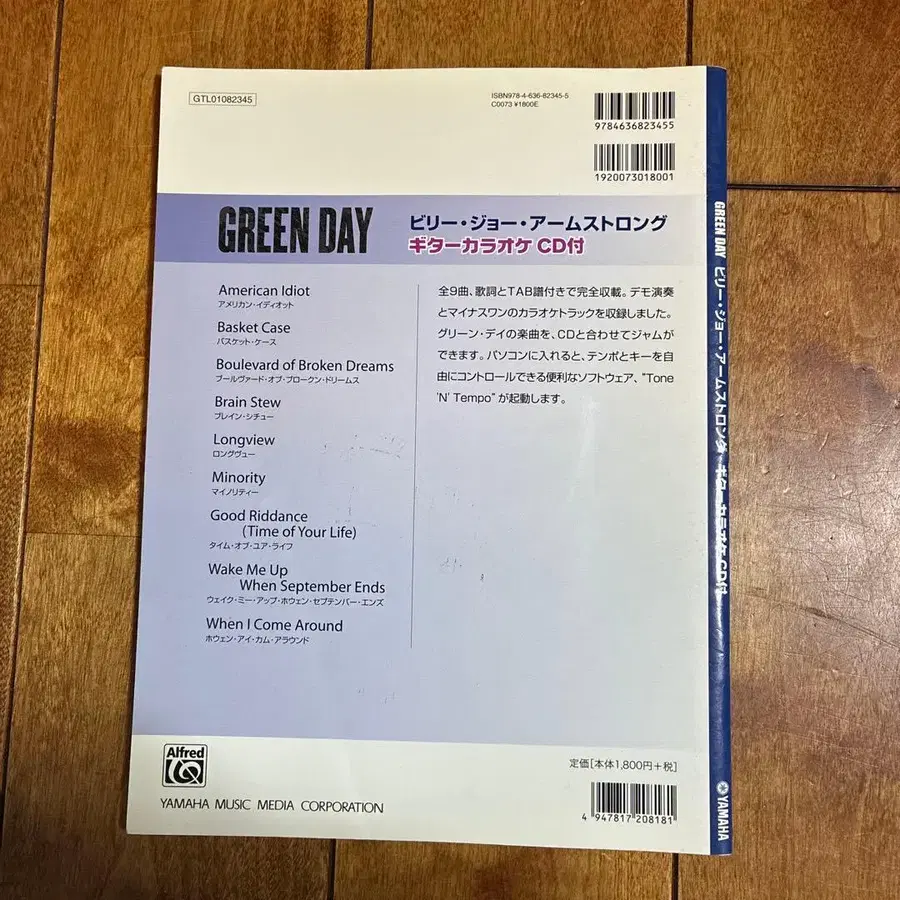 GTL01082345
ISBN978-4-636-82345-5
C0073 ¥1800E
9784636823455
1920073018001
GREEN DAY
ビリー・ジョー・アームストロング
ギターカラオケ CD付
American Idiot
アメリカン・イディオット
Basket Case
バスケット・ケース
Boulevard of Broken Dreams
ブールヴァード・オブ・ブロークン・ドリームス
Brain Stew
ブレイン・シチュー
Longview
ロングヴュー
Minority
マイノリティー
Good Riddance
(Time of Your Life)
タイム・オブ・ユア・ライフ
Wake Me Up
When September Ends
ウェイク・ミー・アップ・ホウェン・セプテンバー・エンズ
When I Come Around
ホウェン・アイ・カム・アラウンド
全9曲、歌詞とTAB譜付きで完全収載。デモ演奏
とマイナスワンのカラオケトラックを収録しました。
グリーン・デイの楽曲を、CDと合わせてジャムが
できます。パソコンに入れると、テンポとキーを自
由にコントロールできる便利なソフトウェア、“Tone
'N' Tempo”が起動します。
Alfred
YAMAHA MUSIC MEDIA CORPORATION
定価[本体1,800円+税]
4 947817 208181
GREEN DAY ビリー・ジョー・アームストロング ギターカラオケ CD付
YAMAHA